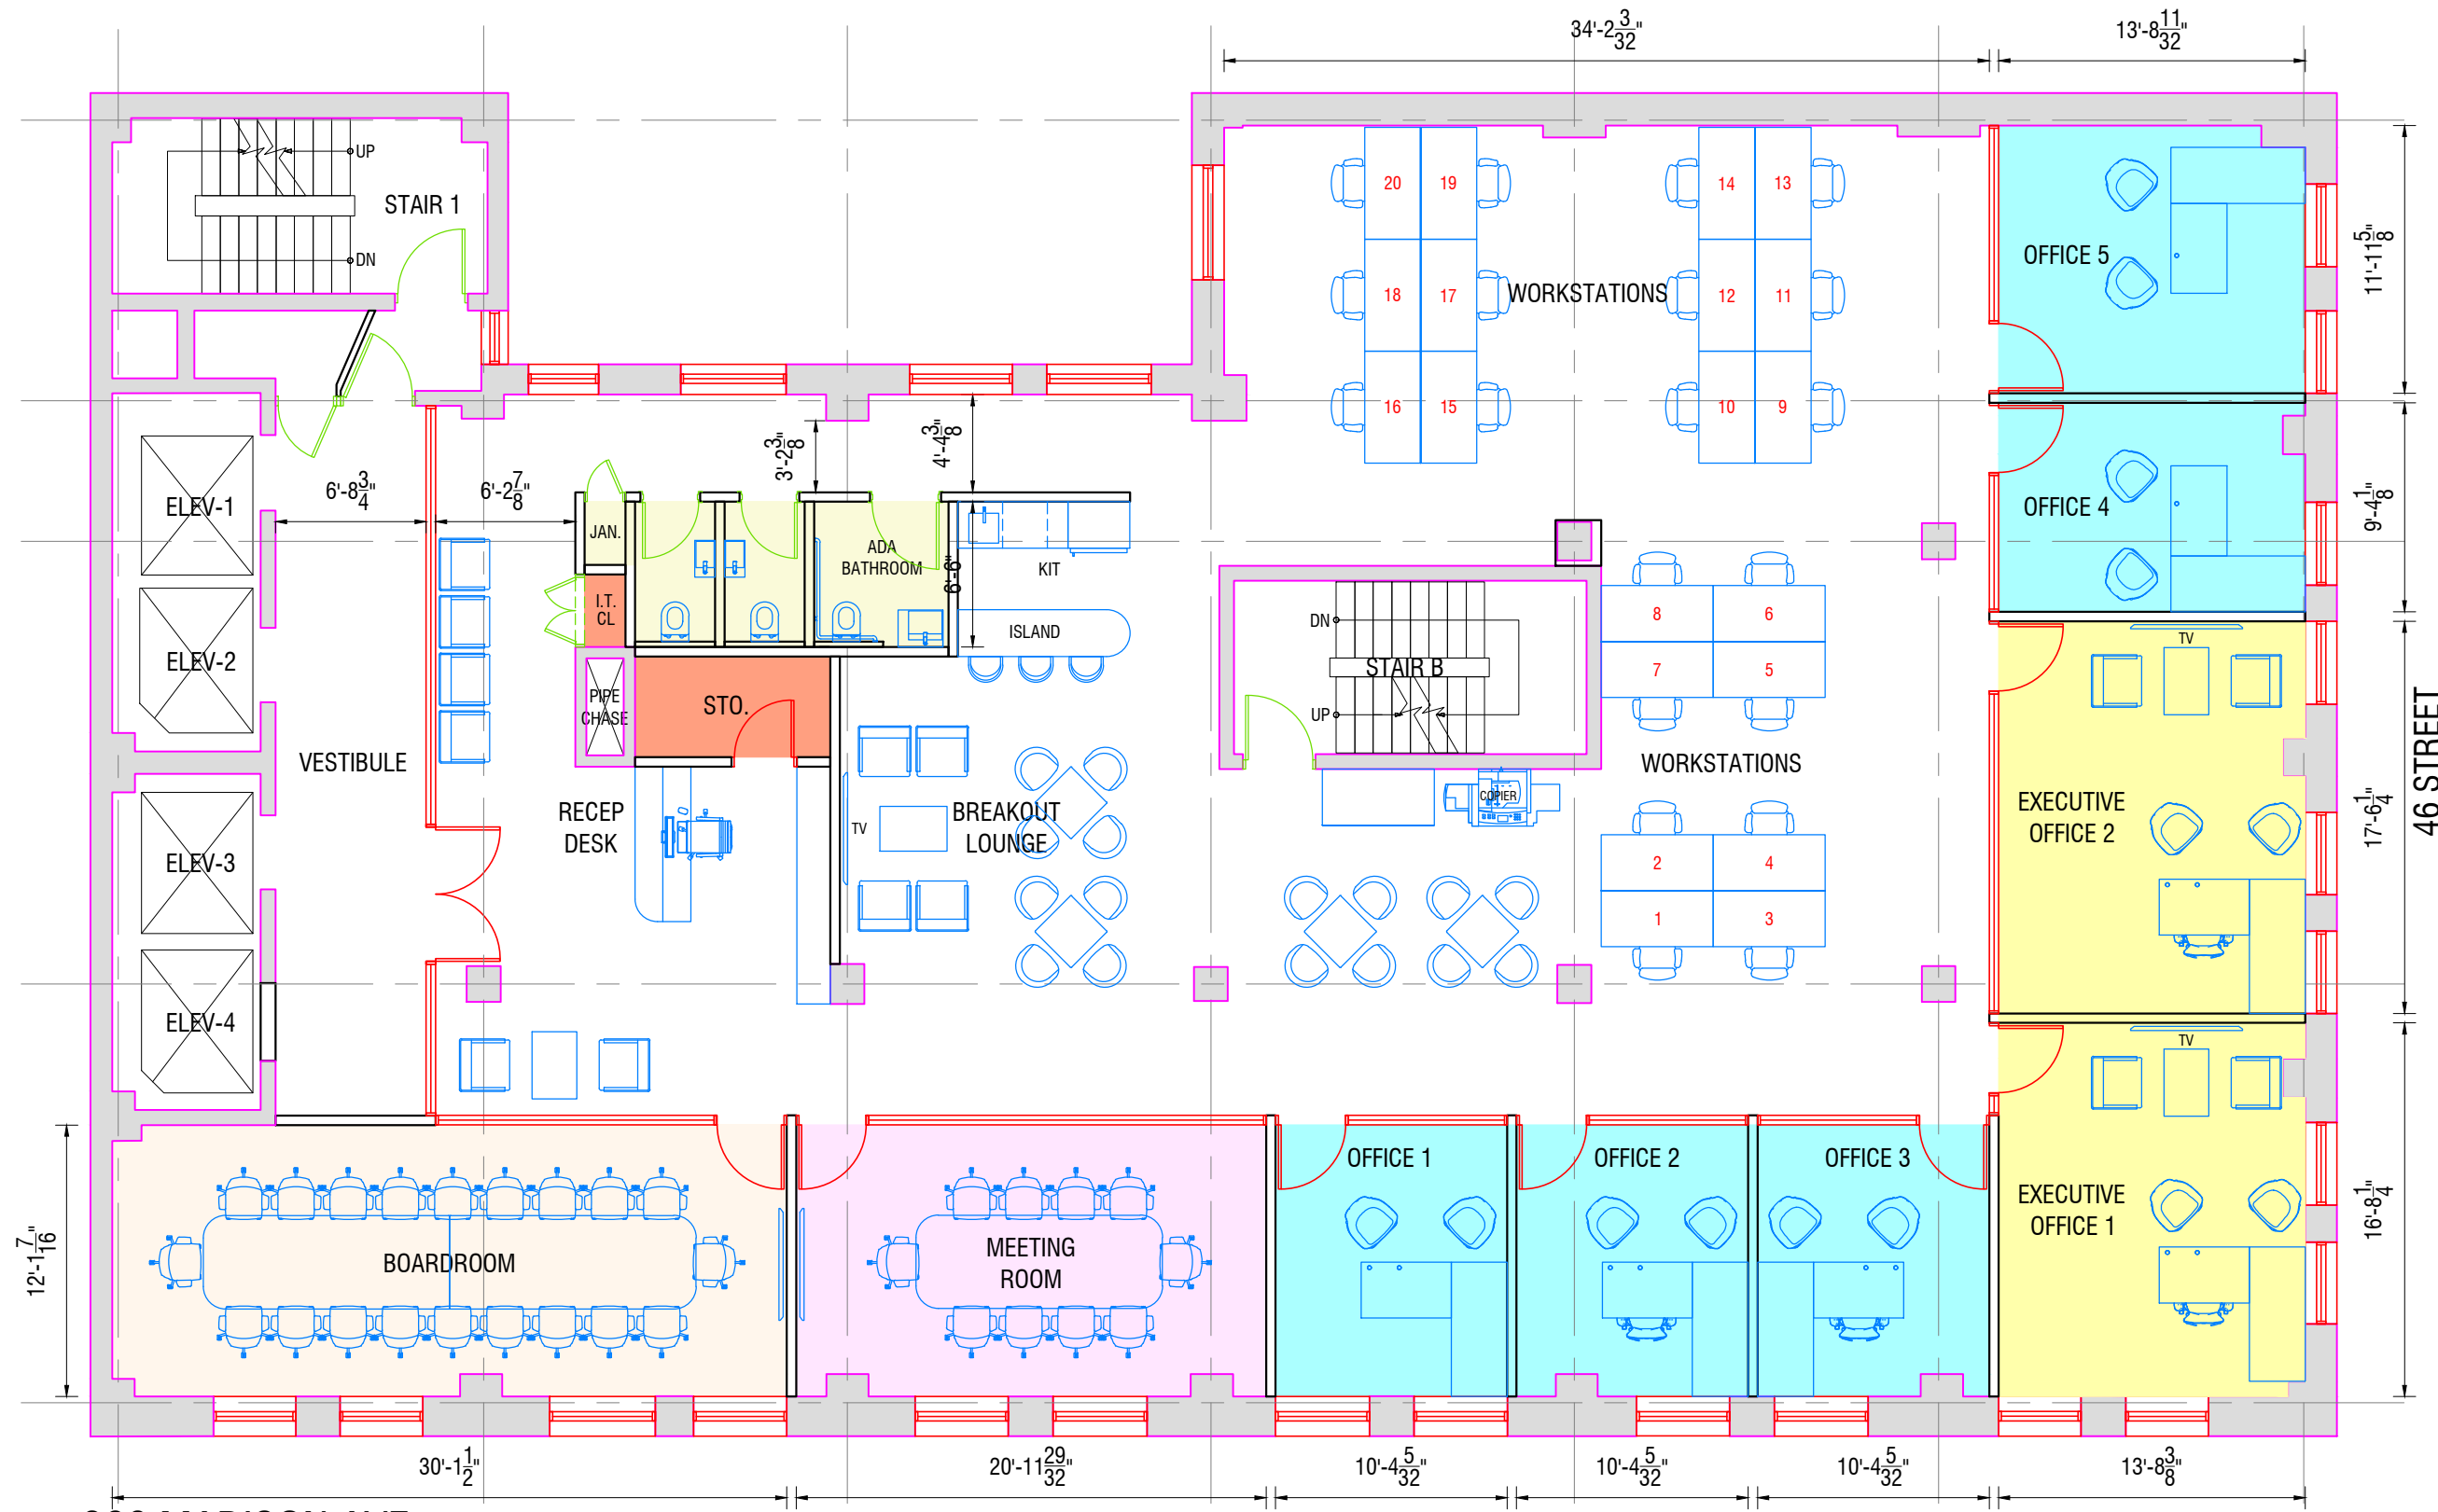 34'-2 3/32"
13'-8 11/32"
UP
STAIR 1
DN
20 19
14 13
18 17
WORKSTATIONS
12 11
16 15
10 9
OFFICE 5
11'-11 5/8"
3'-2 3/8"
4'-4 3/8"
6'-8 3/4"
6'-2 7/8"
ELEV-1
JAN.
ADA
BATHROOM
6'-6"
KIT
OFFICE 4
9'-4 1/8"
I.T.
CL
ISLAND
DN
8 6
TV
ELEV-2
STAIR B
7 5
PIPE
CHASE
STO.
UP
VESTIBULE
WORKSTATIONS
46 STREET
COPIER
RECEP
DESK
TV
BREAKOUT
LOUNGE
EXECUTIVE
OFFICE 2
17'-6 1/4"
ELEV-3
2 4
1 3
ELEV-4
TV
OFFICE 1
OFFICE 2
OFFICE 3
EXECUTIVE
OFFICE 1
16'-8 1/4"
12'-1 7/16"
BOARDROOM
MEETING
ROOM
30'-1 1/2"
20'-11 29/32"
10'-4 5/32"
10'-4 5/32"
10'-4 5/32"
13'-8 3/8"